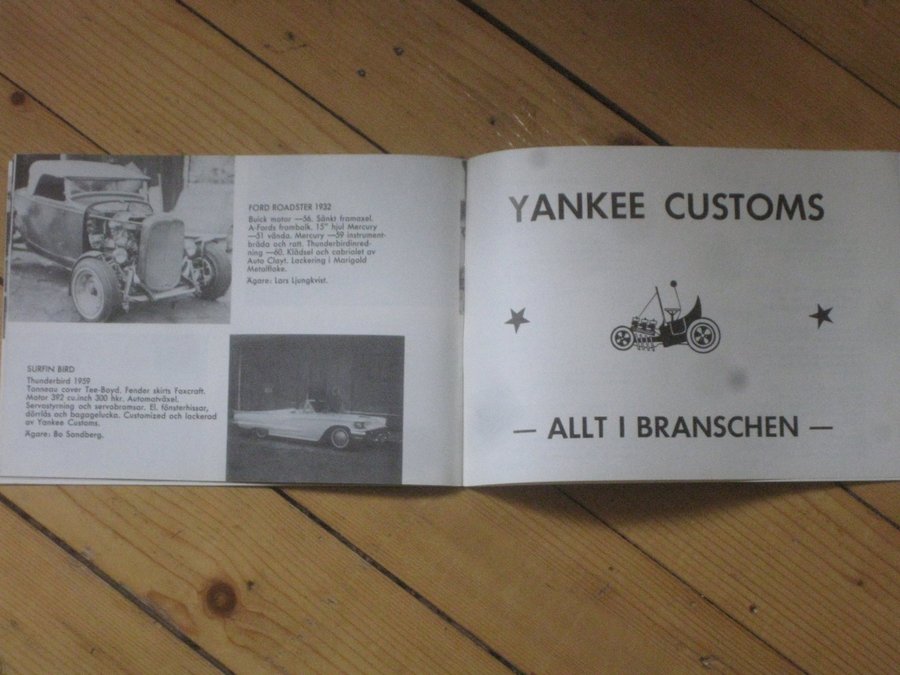 FORD ROADSTER 1932
Buick motor —56. Sänkt framaxel.
A-Fords frambalk. 15" hjul Mercury
—51 vända. Mercury —59 instrument-
bräda och ratt. Thunderbirdinred-
ning —60. Klädsel och cabriolet av
Auto Clayt. Lackering i Marigold
Metalflake.
Ägare: Lars Ljungkvist.
SURFIN BIRD
Thunderbird 1959
Tonneau cover Tee-Boyd. Fender skirts Foxcraft.
Motor 392 cu.inch 300 hkr. Automatväxel.
Servostyrning och servobromsar. El. fönsterhissar,
dörrlås och bagagelucka. Customized och lackerad
av Yankee Customs.
Ägare: Bo Sandberg.
YANKEE CUSTOMS
— ALLT I BRANSCHEN —